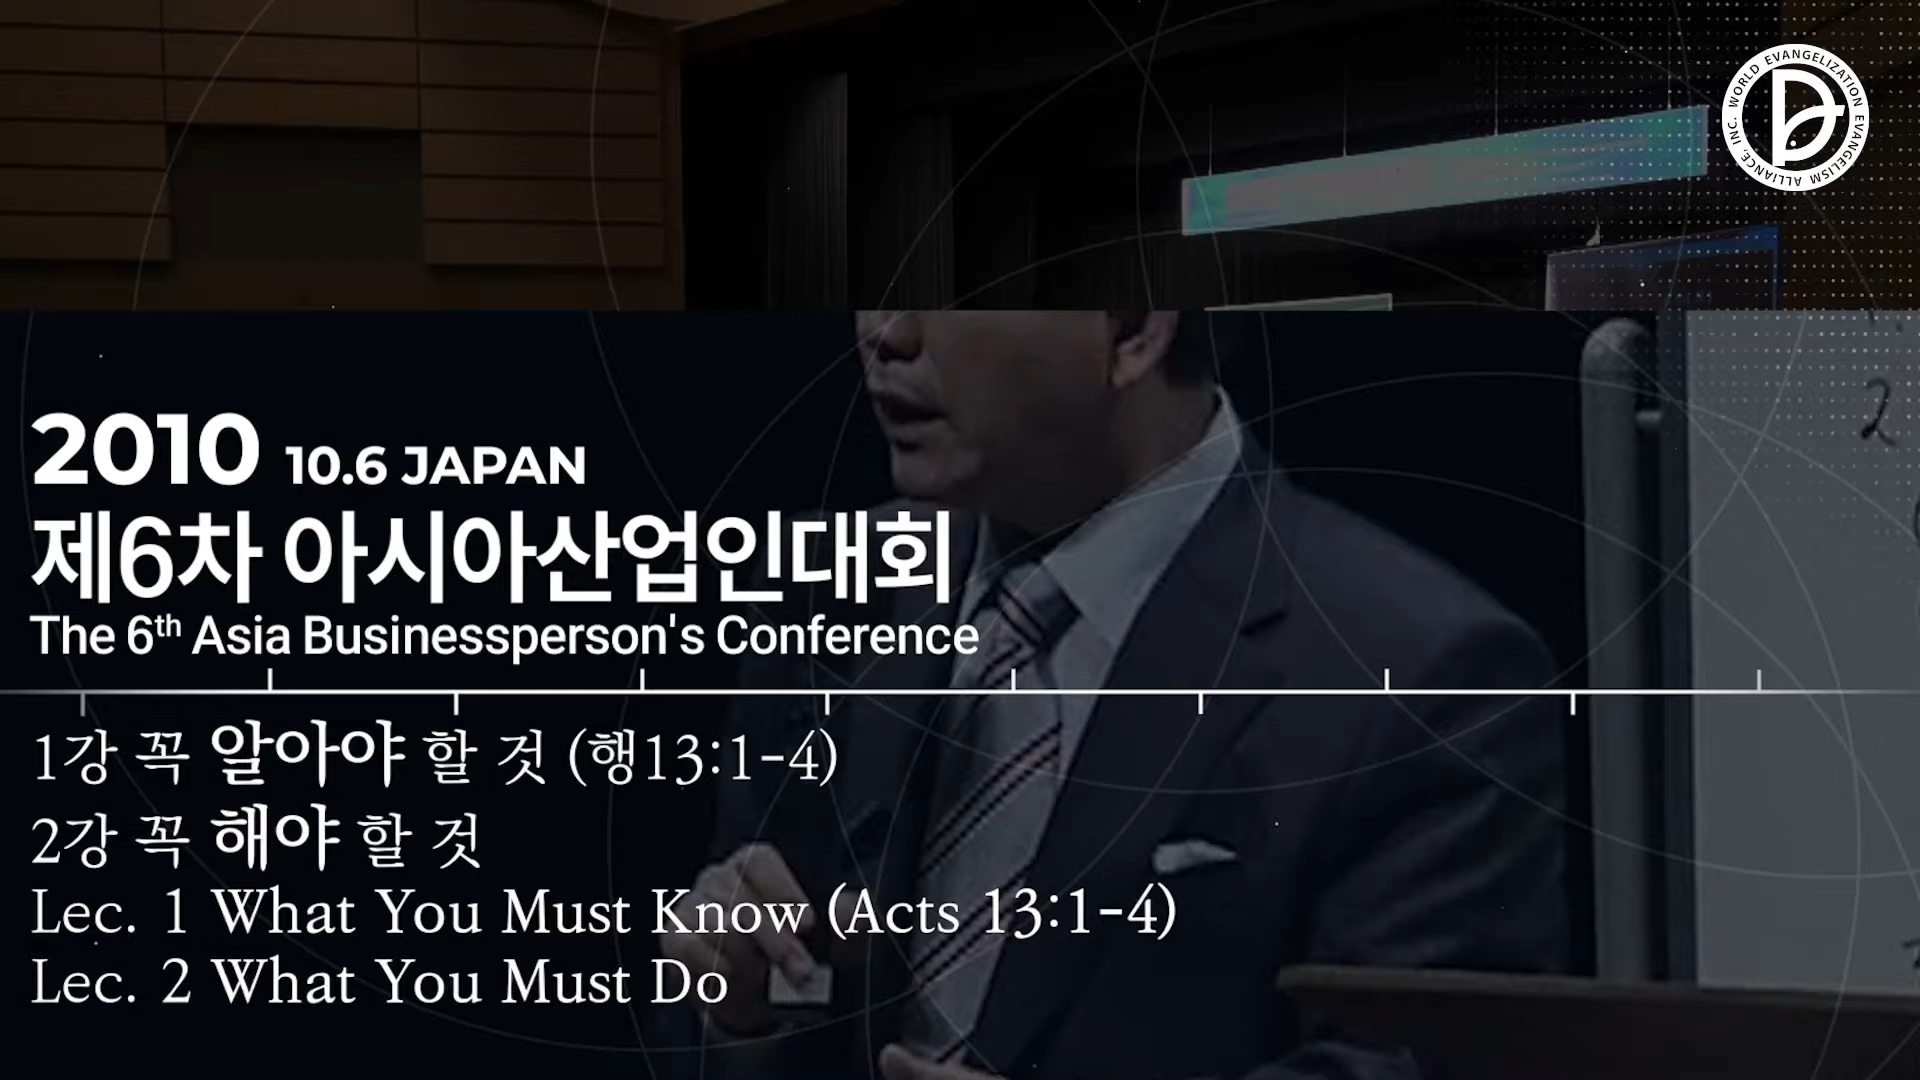 WORLD EVANGELIZATION EVANGELISM ALLIANCE, INC.
2010 10.6 JAPAN
제6차 아시아산업인대회
The 6th Asia Businessperson's Conference
1강 꼭 알아야 할 것 (행13:1-4)
2강 꼭 해야 할 것
Lec. 1 What You Must Know (Acts 13:1-4)
Lec. 2 What You Must Do
2